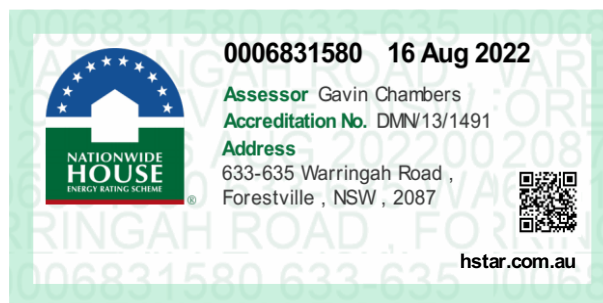 0006831580 16 Aug 2022
Assessor Gavin Chambers
Accreditation No. DMN/13/1491
Address
633-635 Warringah Road ,
Forestville , NSW , 2087
NATIONWIDE
HOUSE
ENERGY RATING SCHEME
®
hstar.com.au